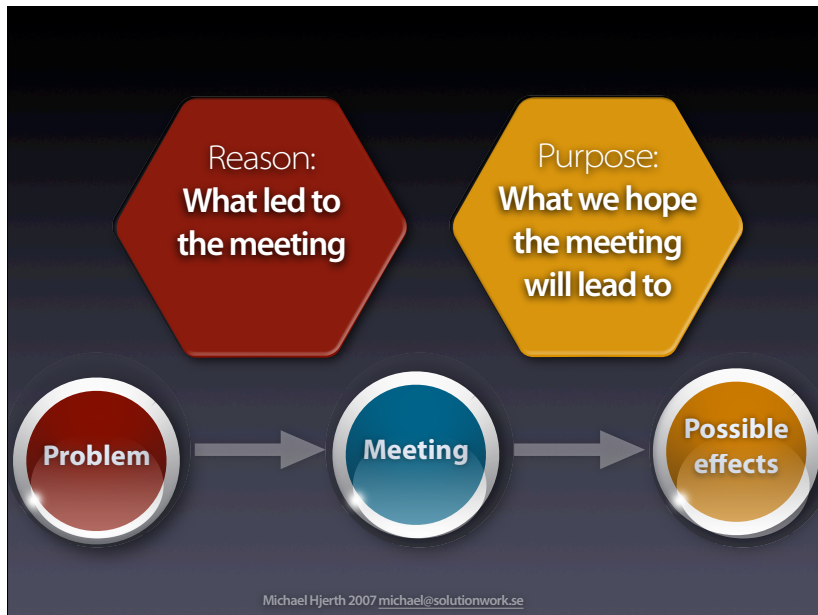 Reason:
What led to
the meeting
Purpose:
What we hope
the meeting
will lead to
Problem
Meeting
Possible
effects
Michael Hjerth 2007 michael@solutionwork.se